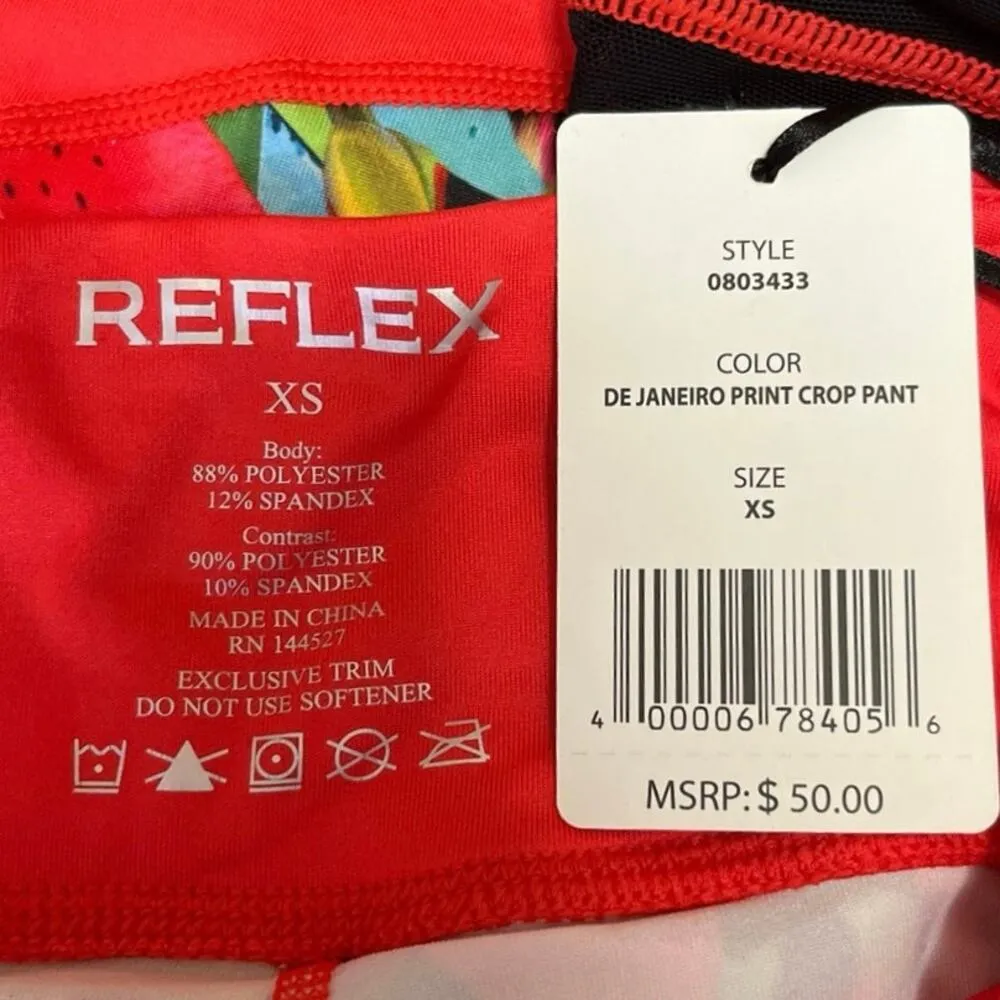 REFLEX
XS
Body:
88% POLYESTER
12% SPANDEX
Contrast:
90% POLYESTER
10% SPANDEX
MADE IN CHINA
RN 144527
EXCLUSIVE TRIM
DO NOT USE SOFTENER
STYLE
0803433
COLOR
DE JANEIRO PRINT CROP PANT
SIZE
XS
4 00006 78405 6
MSRP: $ 50.00